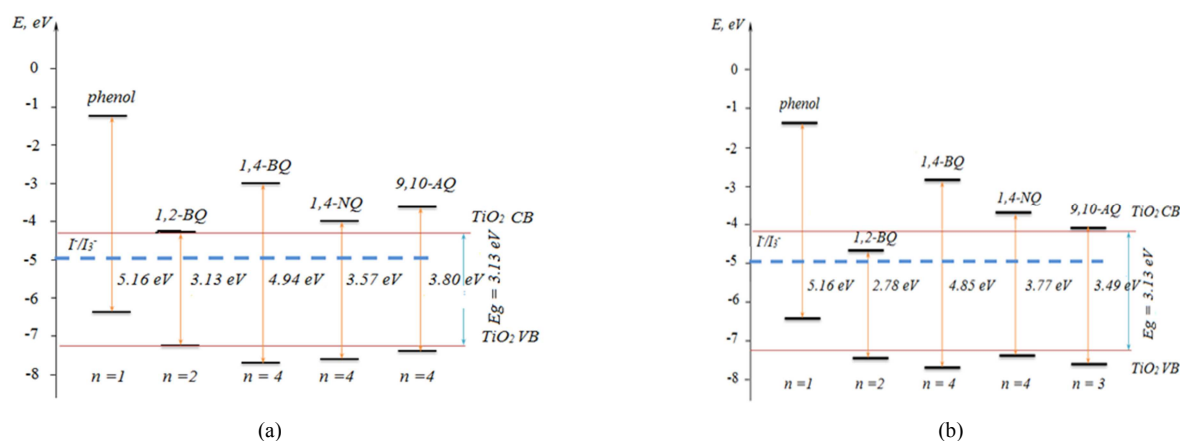 E, eV
0
-1
-2
-3
-4
-5
-6
-7
-8
phenol
1,2-BQ
1,4-BQ
1,4-NQ
9,10-AQ
TiO₂ CB
I⁻/I₃⁻
5.16 eV 3.13 eV 4.94 eV 3.57 eV 3.80 eV
Eg = 3.13 eV
TiO₂ VB
n =1 n =2 n = 4 n =4 n =4
(a)
E, eV
0
-1
-2
-3
-4
-5
-6
-7
-8
phenol
1,2-BQ
1,4-BQ
1,4-NQ
9,10-AQ
TiO₂ CB
I⁻/I₃⁻
5.16 eV 2.78 eV 4.85 eV 3.77 eV 3.49 eV
Eg = 3.13 eV
TiO₂ VB
n =1 n =2 n =4 n =4 n = 3
(b)